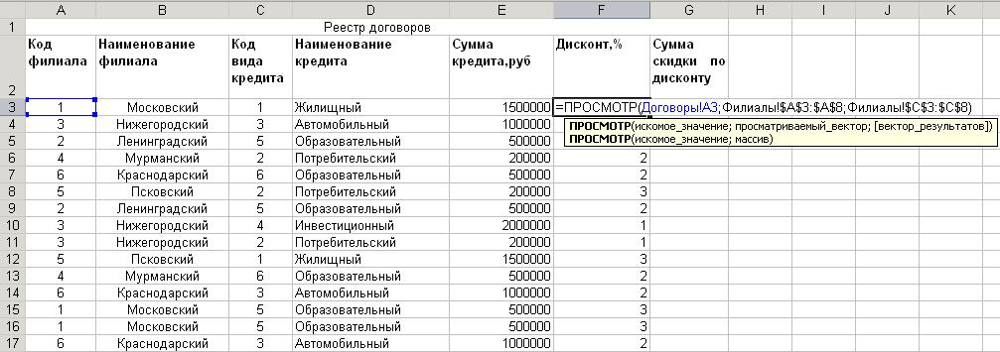 A B C D E F G H I J K
1 Реестр договоров
2 Код филиала Наименование филиала Код вида кредита Наименование кредита Сумма кредита,руб Дисконт,% Сумма скидки по дисконту
3 1 Московский 1 Жилищный 1500000 =ПРОСМОТР(Договоры!A3;Филиалы!$A$3:$A$8;Филиалы!$C$3:$C$8)
4 3 Нижегородский 3 Автомобильный 1000000 ПРОСМОТР(искомое_значение; просматриваемый_вектор; [вектор_результатов])
5 2 Ленинградский 5 Образовательный 500000 ПРОСМОТР(искомое_значение; массив)
6 4 Мурманский 2 Потребительский 200000 2
7 6 Краснодарский 6 Образовательный 500000 2
8 5 Псковский 2 Потребительский 200000 3
9 2 Ленинградский 5 Образовательный 500000 2
10 3 Нижегородский 4 Инвестиционный 2000000 1
11 3 Нижегородский 2 Потребительский 200000 1
12 5 Псковский 1 Жилищный 1500000 3
13 4 Мурманский 6 Образовательный 500000 2
14 6 Краснодарский 3 Автомобильный 1000000 2
15 1 Московский 5 Образовательный 500000 3
16 1 Московский 5 Образовательный 500000 3
17 6 Краснодарский 3 Автомобильный 1000000 2